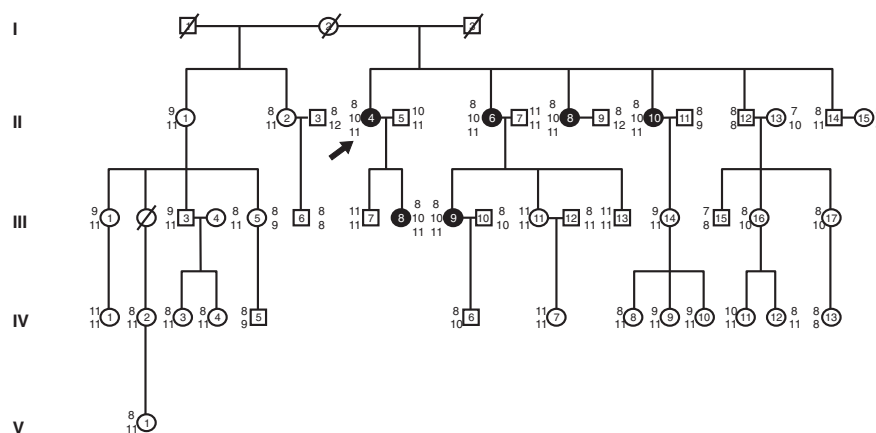 I
1 2 3
9 8 8 8 10 8 11 8 8 8 8 8 7 8
II
1 2 3 10 4 5 10 6 7 10 8 9 10 10 11 12 13 14 15
11 11 12 11 11 11 11 11 12 11 9 8 10 11
9 9 8 8 8 11 8 8 8 11 8 11 9 7 8 8
III
1 3 4 5 6 7 8 10 10 9 10 11 12 13 14 15 16 17
11 11 11 9 8 11 11 11 10 11 11 11 11 8 10 10
11 8 8 8 8 8 11 8 9 9 10 8 8
IV
1 2 3 4 5 6 7 8 9 10 11 12 13
11 11 11 11 9 10 11 11 11 11 11 11 8
8
1
11
V